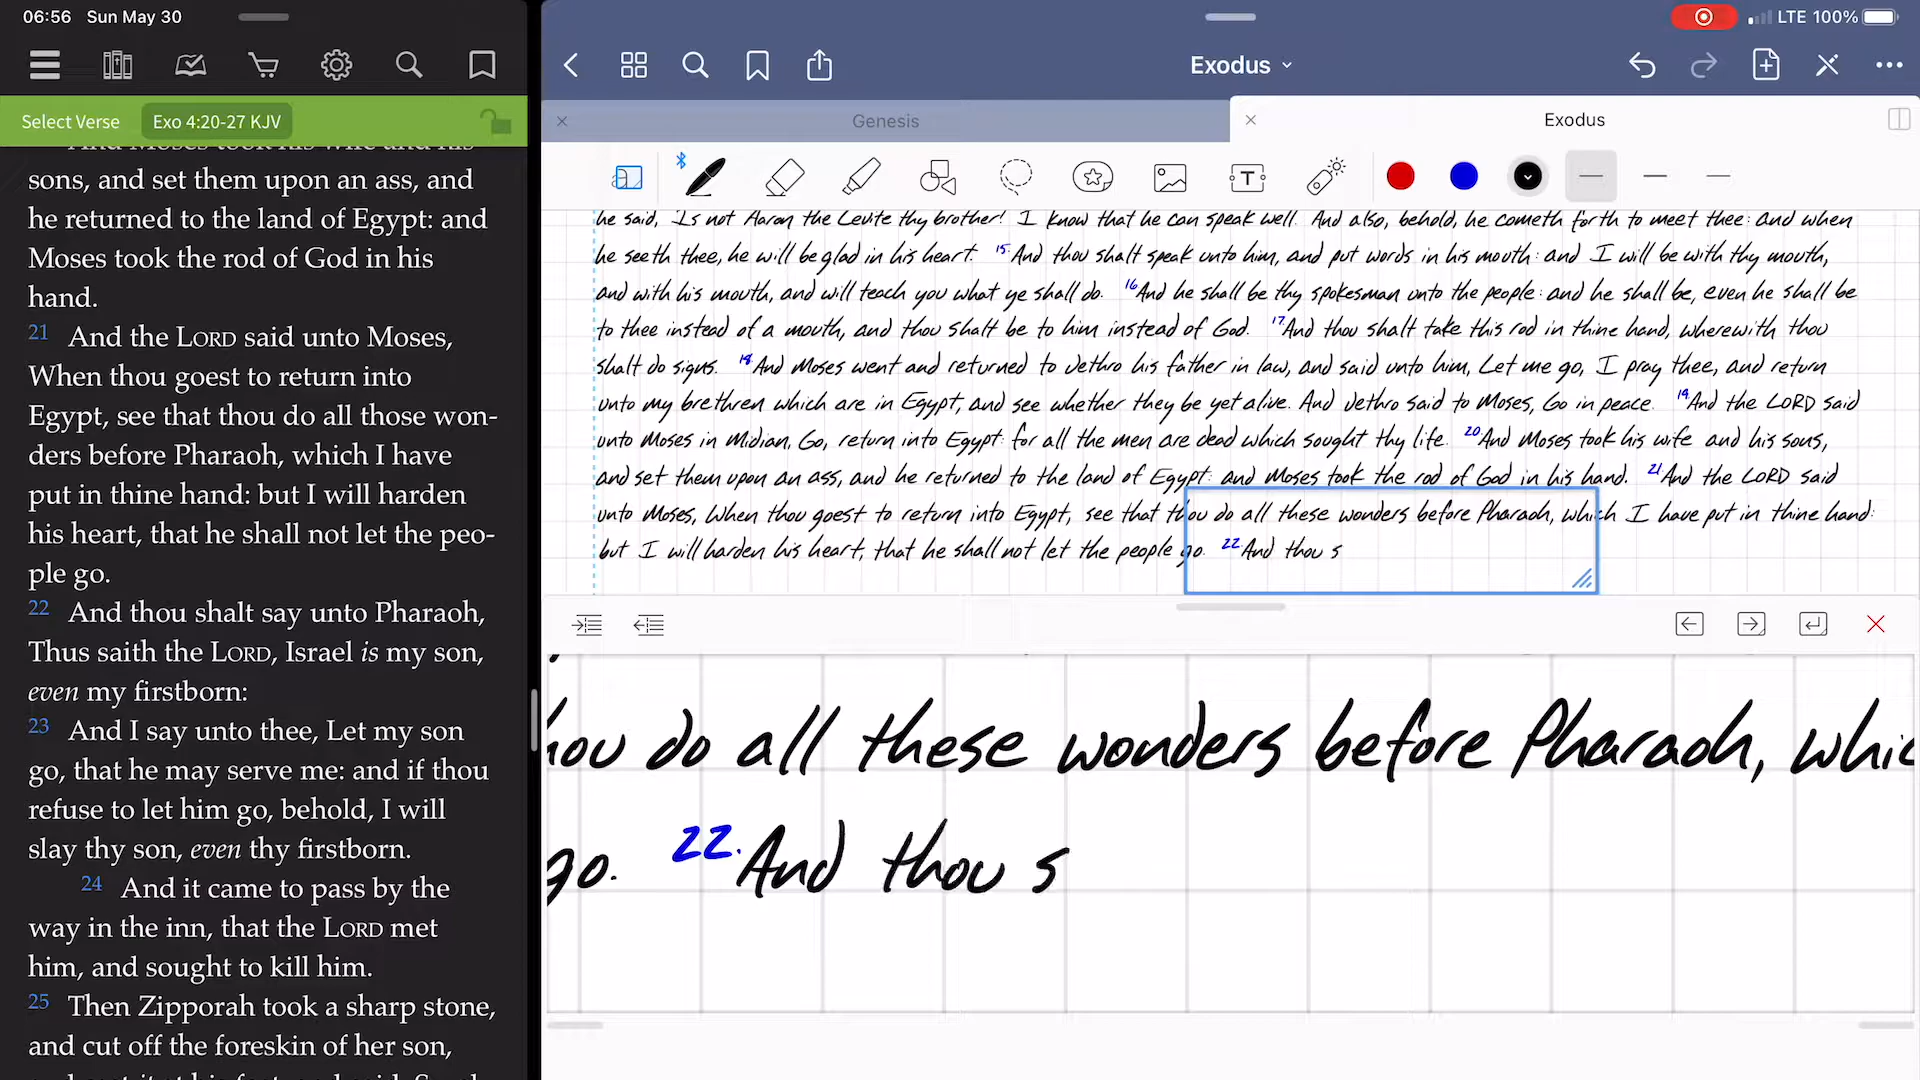 06:56 Sun May 30
LTE 100%
Select Verse Exo 4:20-27 KJV
And Moses took his wife and his
sons, and set them upon an ass, and
he returned to the land of Egypt: and
Moses took the rod of God in his
hand.
21 And the LORD said unto Moses,
When thou goest to return into
Egypt, see that thou do all those won-
ders before Pharaoh, which I have
put in thine hand: but I will harden
his heart, that he shall not let the peo-
ple go.
22 And thou shalt say unto Pharaoh,
Thus saith the LORD, Israel is my son,
even my firstborn:
23 And I say unto thee, Let my son
go, that he may serve me: and if thou
refuse to let him go, behold, I will
slay thy son, even thy firstborn.
24 And it came to pass by the
way in the inn, that the LORD met
him, and sought to kill him.
25 Then Zipporah took a sharp stone,
and cut off the foreskin of her son,
Exodus
Genesis
Exodus
T
he said, Is not Aaron the Levite thy brother? I know that he can speak well. And also, behold, he cometh forth to meet thee: and when
he seeth thee, he will be glad in his heart. 15. And thou shalt speak unto him, and put words in his mouth: and I will be with thy mouth,
and with his mouth, and will teach you what ye shall do. 16. And he shall be thy spokesman unto the people: and he shall be, even he shall be
to thee instead of a mouth, and thou shalt be to him instead of God. 17. And thou shalt take this rod in thine hand, wherewith thou
shalt do signs. 18. And Moses went and returned to Jethro his father in law, and said unto him, Let me go, I pray thee, and return
unto my brethren which are in Egypt, and see whether they be yet alive. And Jethro said to Moses, Go in peace. 19. And the LORD said
unto Moses in Midian, Go, return into Egypt: for all the men are dead which sought thy life. 20. And Moses took his wife and his sons,
and set them upon an ass, and he returned to the land of Egypt: and Moses took the rod of God in his hand. 21. And the LORD said
unto Moses, When thou goest to return into Egypt, see that thou do all these wonders before Pharaoh, which I have put in thine hand:
but I will harden his heart, that he shall not let the people go. 22. And thou s
hou do all these wonders before Pharaoh, whic
go. 22. And thou s